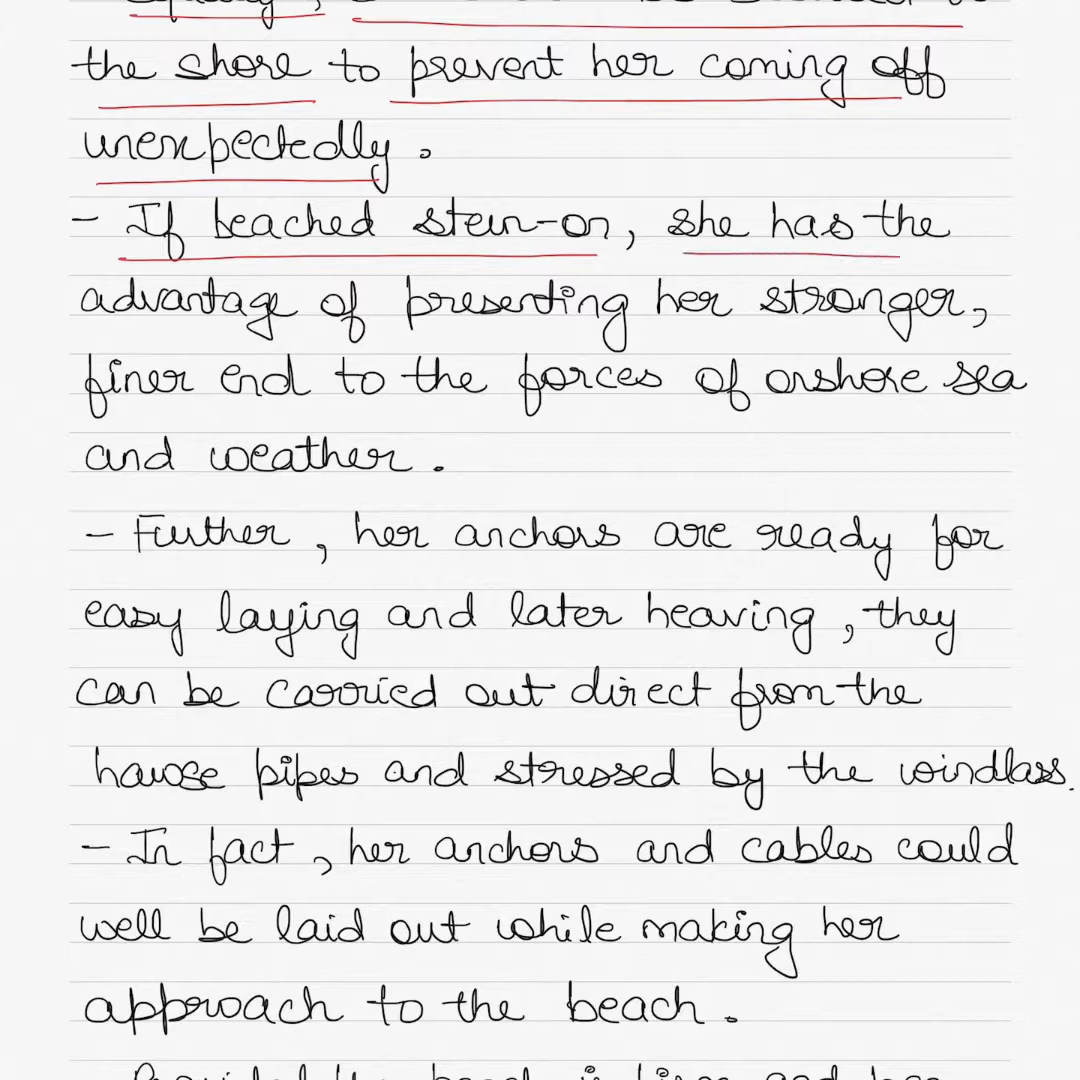 the shore to prevent her coming off
unexpectedly.
- If beached stern-on, she has the
advantage of presenting her stronger,
finer end to the forces of onshore sea
and weather.
- Further, her anchors are ready for
easy laying and later heaving, they
can be carried out direct from the
hawse pipes and stressed by the windlass.
- In fact, her anchors and cables could
well be laid out while making her
approach to the beach.